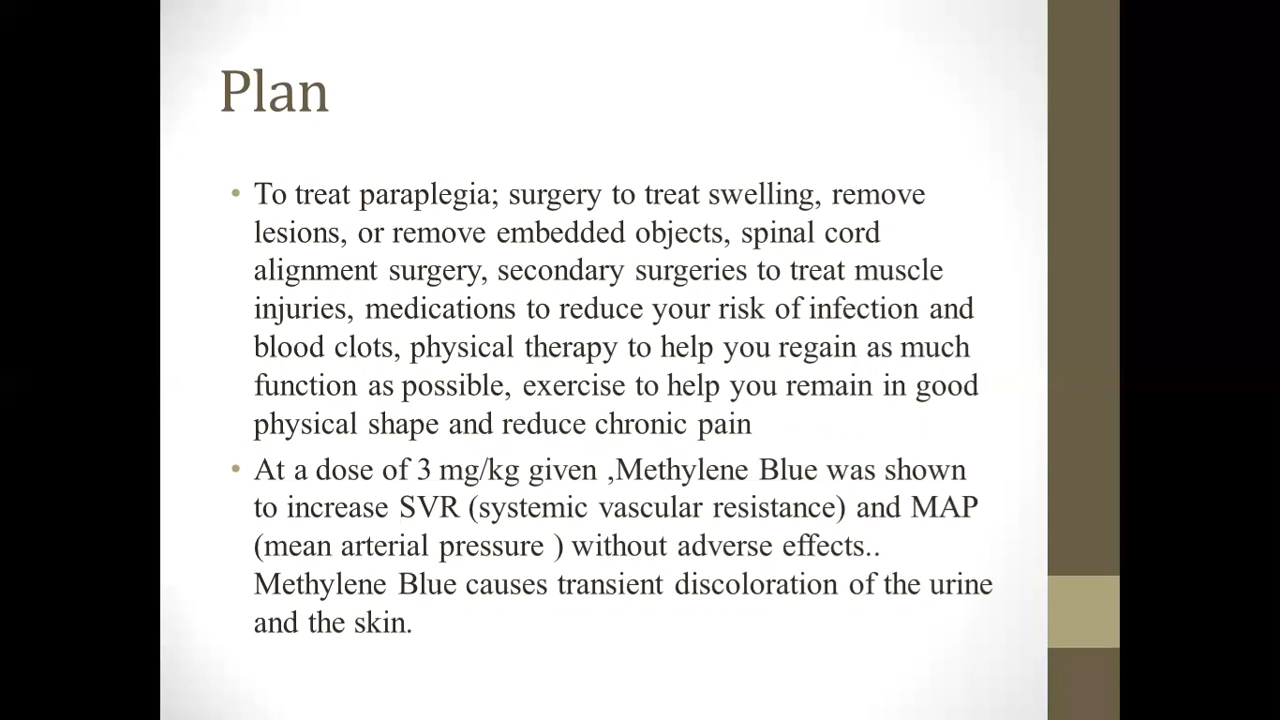 Plan
• To treat paraplegia; surgery to treat swelling, remove
lesions, or remove embedded objects, spinal cord
alignment surgery, secondary surgeries to treat muscle
injuries, medications to reduce your risk of infection and
blood clots, physical therapy to help you regain as much
function as possible, exercise to help you remain in good
physical shape and reduce chronic pain
• At a dose of 3 mg/kg given ,Methylene Blue was shown
to increase SVR (systemic vascular resistance) and MAP
(mean arterial pressure ) without adverse effects..
Methylene Blue causes transient discoloration of the urine
and the skin.